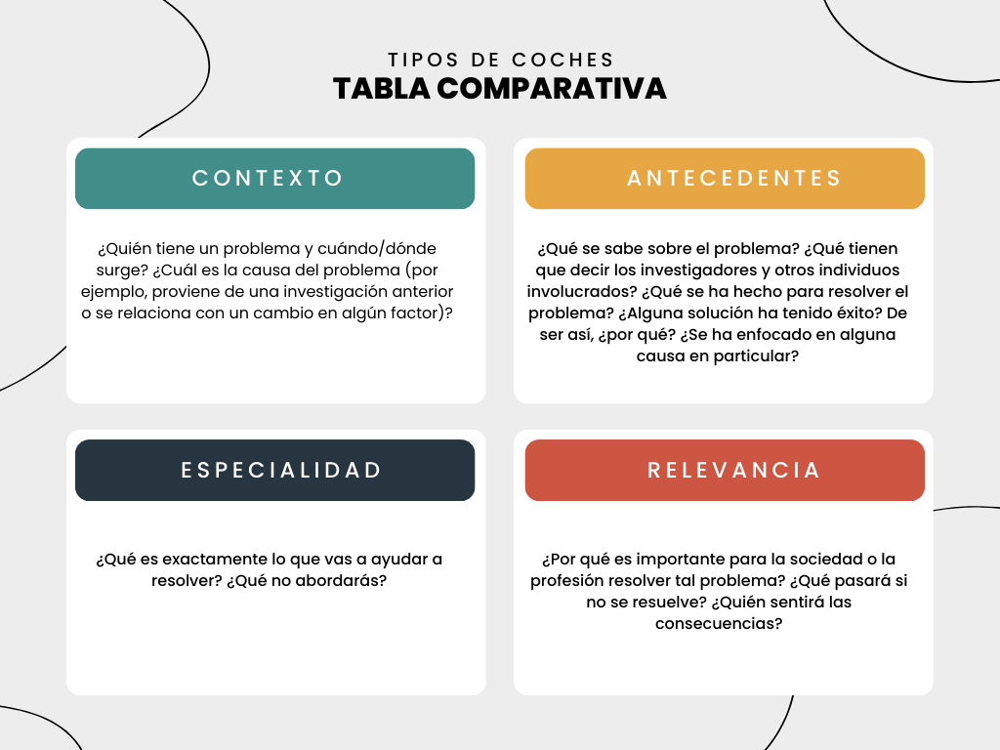 TIPOS DE COCHES
TABLA COMPARATIVA
CONTEXTO
¿Quién tiene un problema y cuándo/dónde
surge? ¿Cuál es la causa del problema (por
ejemplo, proviene de una investigación anterior
o se relaciona con un cambio en algún factor)?
ANTECEDENTES
¿Qué se sabe sobre el problema? ¿Qué tienen
que decir los investigadores y otros individuos
involucrados? ¿Qué se ha hecho para resolver el
problema? ¿Alguna solución ha tenido éxito? De
ser así, ¿por qué? ¿Se ha enfocado en alguna
causa en particular?
ESPECIALIDAD
¿Qué es exactamente lo que vas a ayudar a
resolver? ¿Qué no abordarás?
RELEVANCIA
¿Por qué es importante para la sociedad o la
profesión resolver tal problema? ¿Qué pasará si
no se resuelve? ¿Quién sentirá las
consecuencias?